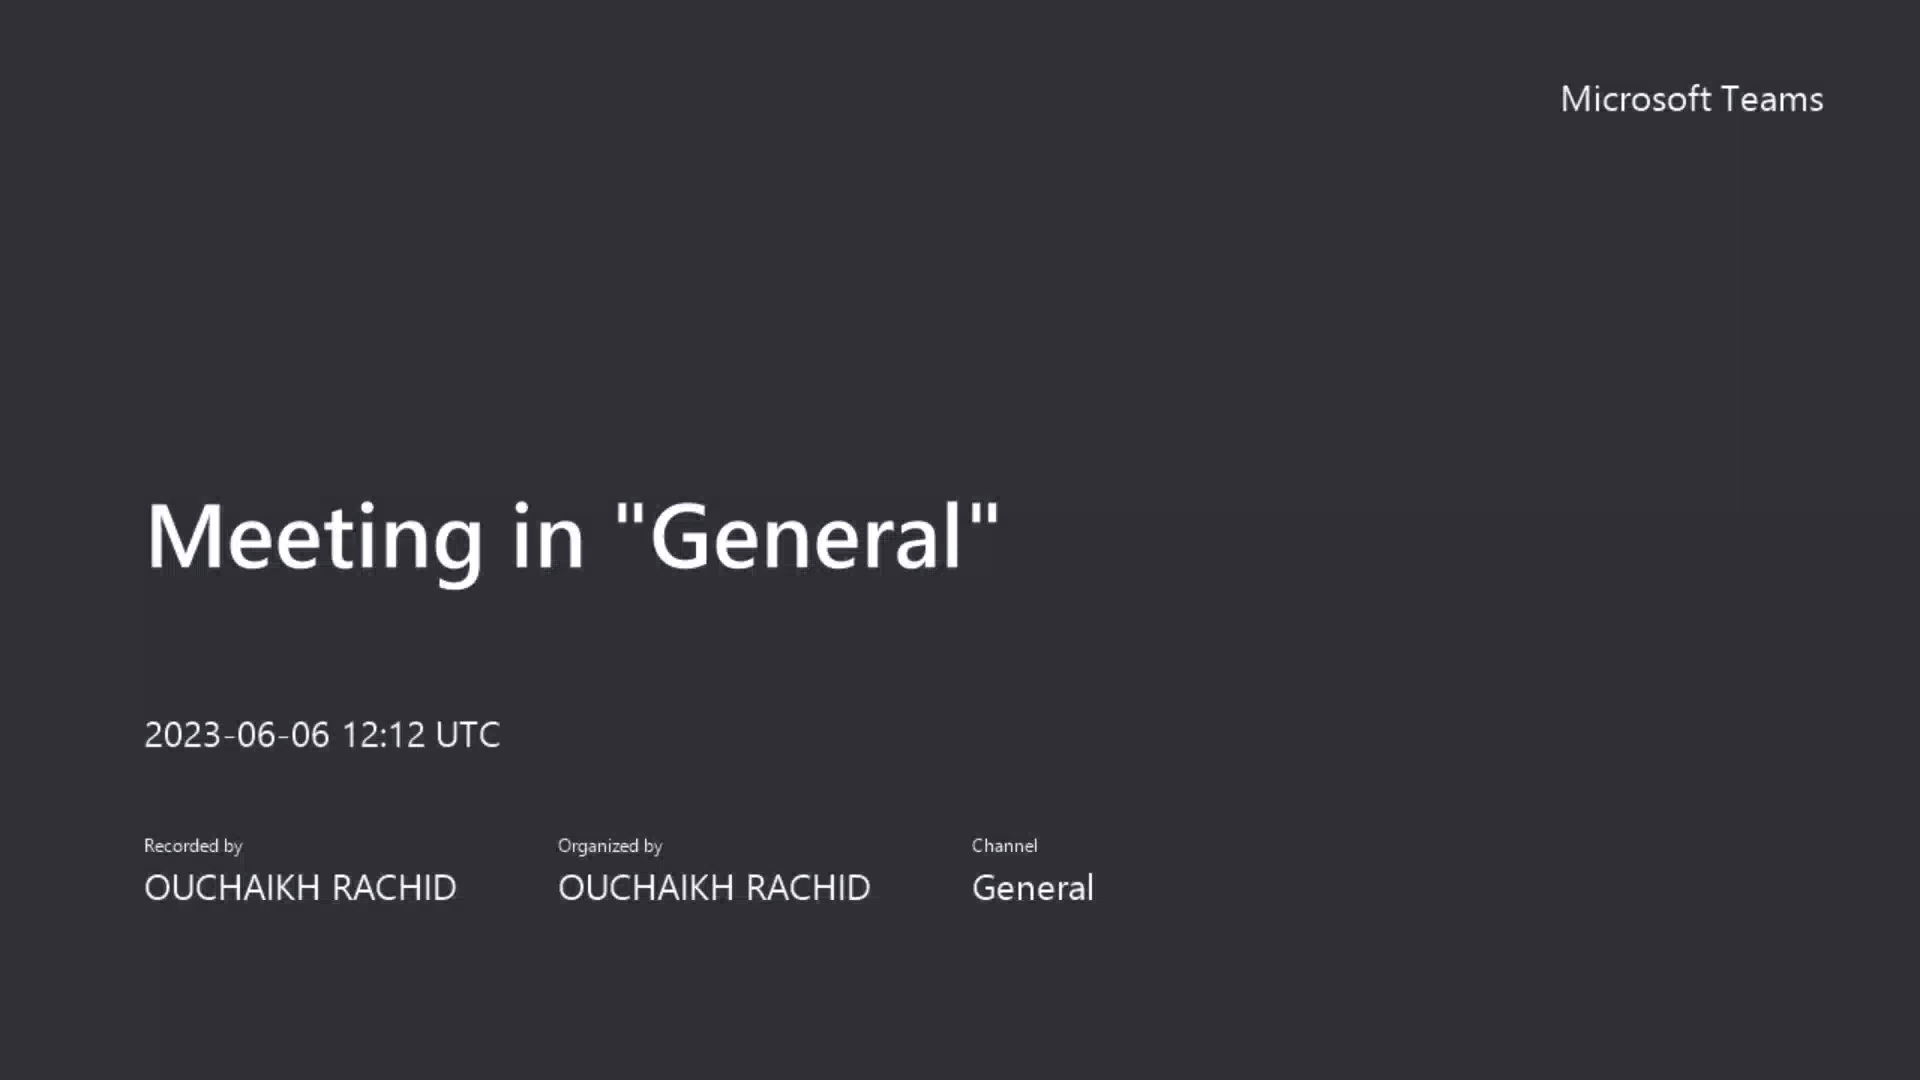 Microsoft Teams
Meeting in "General"
2023-06-06 12:12 UTC
Recorded by
OUCHAIKH RACHID
Organized by
OUCHAIKH RACHID
Channel
General